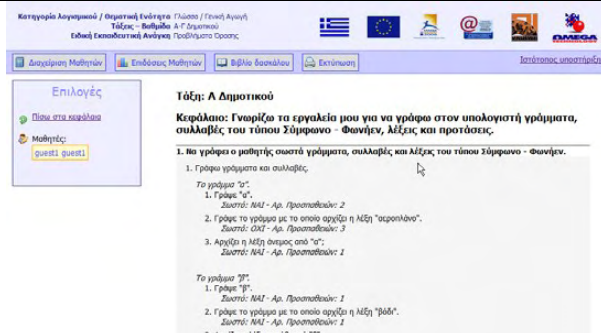 Κατηγορία λογισμικού / Θεματική Ενότητα Γλώσσα / Γενική Αγωγή
Τάξεις - Βαθμίδα Α-Γ Δημοτικού
Ειδική Εκπαιδευτική Ανάγκη Προβλήματα Όρασης
OMEGA
Διαχείριση Μαθητών
Επιδόσεις Μαθητών
Βιβλίο δασκάλου
Εκτύπωση
Ιστότοπος υποστήριξη
Επιλογές
Πίσω στα κεφάλαια
Μαθητές:
guest1 guest1
Τάξη: Α Δημοτικού
Κεφάλαιο: Γνωρίζω τα εργαλεία μου για να γράφω στον υπολογιστή γράμματα,
συλλαβές του τύπου Σύμφωνο - Φωνήεν, λέξεις και προτάσεις.
1. Να γράφει ο μαθητής σωστά γράμματα, συλλαβές και λέξεις του τύπου Σύμφωνο - Φωνήεν.
1. Γράφω γράμματα και συλλαβές.
Το γράμμα "α".
1. Γράψε "α".
Σωστό: ΝΑΙ - Αρ. Προσπαθειών: 2
2. Γράψε το γράμμα με το οποίο αρχίζει η λέξη "αεροπλάνο".
Σωστό: ΟΧΙ - Αρ. Προσπαθειών: 3
3. Αρχίζει η λέξη άνεμος από "α";
Σωστό: ΝΑΙ - Αρ. Προσπαθειών: 1
Το γράμμα "β".
1. Γράψε "β".
Σωστό: ΝΑΙ - Αρ. Προσπαθειών: 1
2. Γράψε το γράμμα με το οποίο αρχίζει η λέξη "βόδι".
Σωστό: ΝΑΙ - Αρ. Προσπαθειών: 1